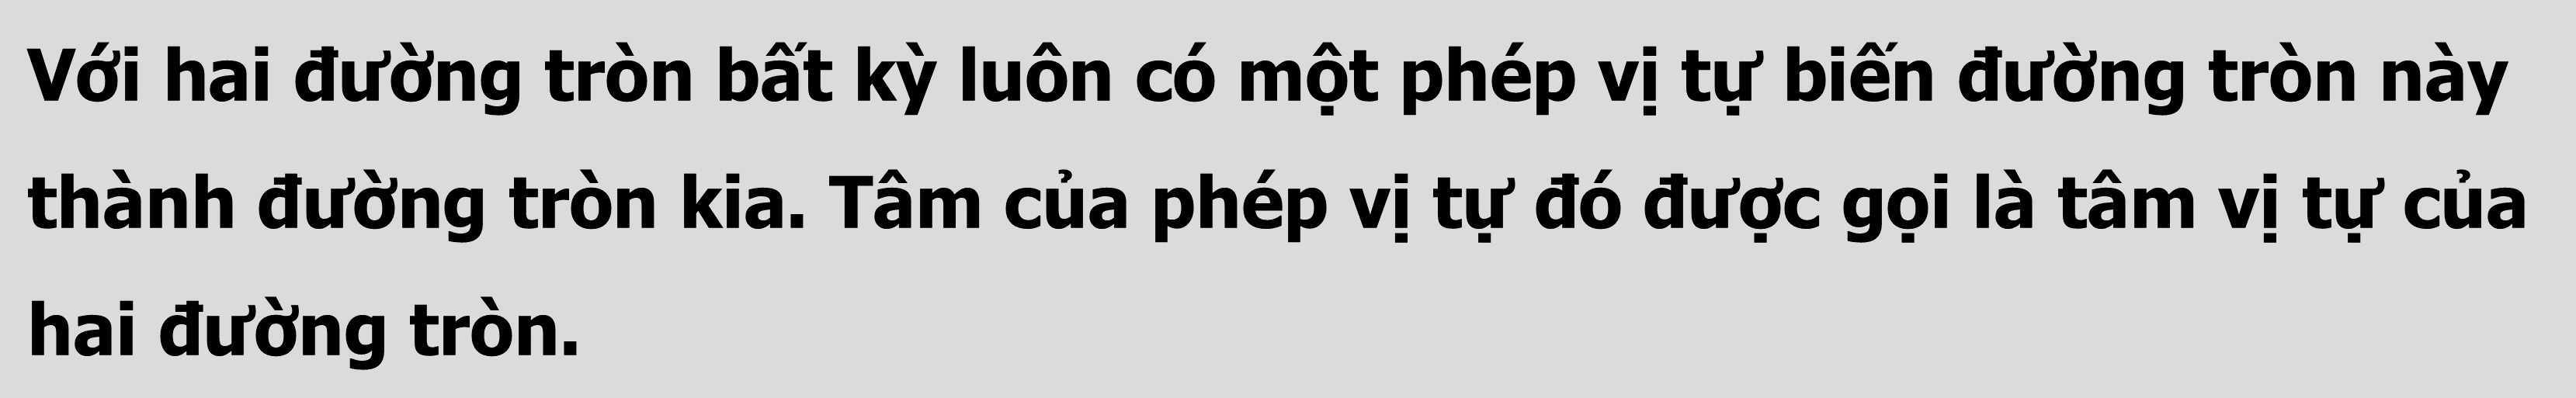 Với hai đường tròn bất kỳ luôn có một phép vị tự biến đường tròn này
thành đường tròn kia. Tâm của phép vị tự đó được gọi là tâm vị tự của
hai đường tròn.